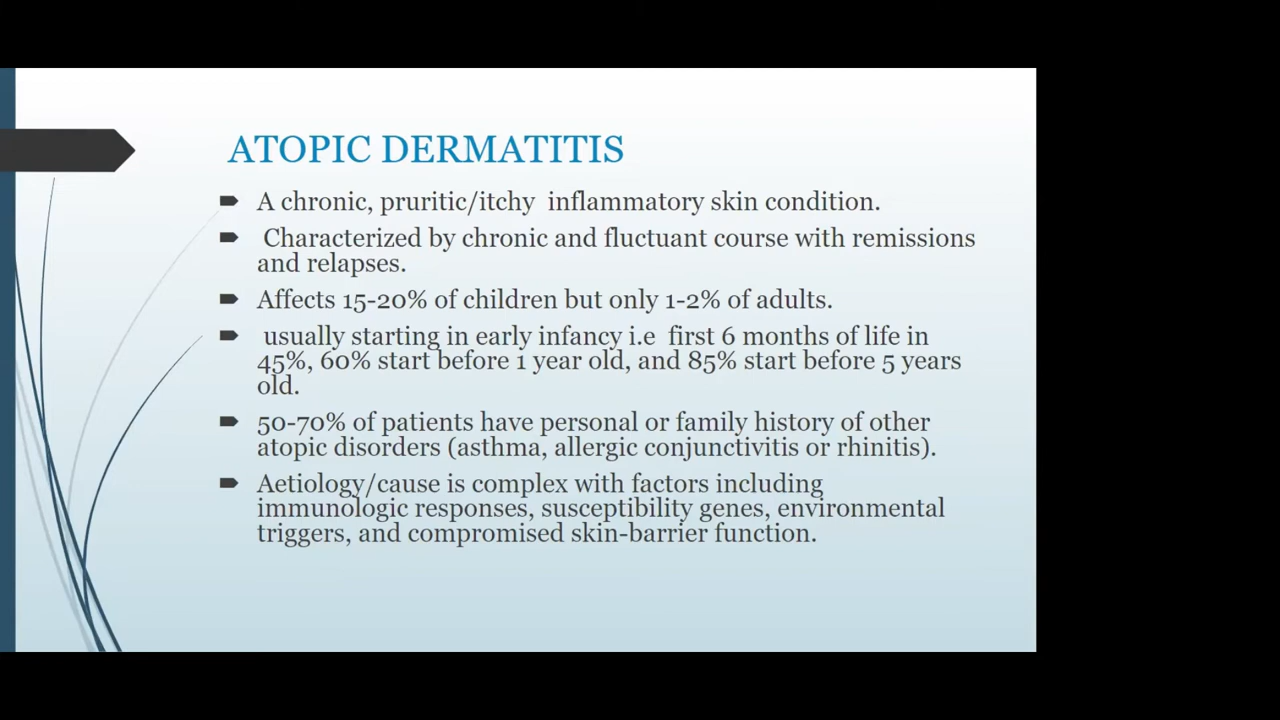 ATOPIC DERMATITIS
A chronic, pruritic/itchy inflammatory skin condition.
Characterized by chronic and fluctuant course with remissions
and relapses.
Affects 15-20% of children but only 1-2% of adults.
usually starting in early infancy i.e first 6 months of life in
45%, 60% start before 1 year old, and 85% start before 5 years
old.
50-70% of patients have personal or family history of other
atopic disorders (asthma, allergic conjunctivitis or rhinitis).
Aetiology/cause is complex with factors including
immunologic responses, susceptibility genes, environmental
triggers, and compromised skin-barrier function.